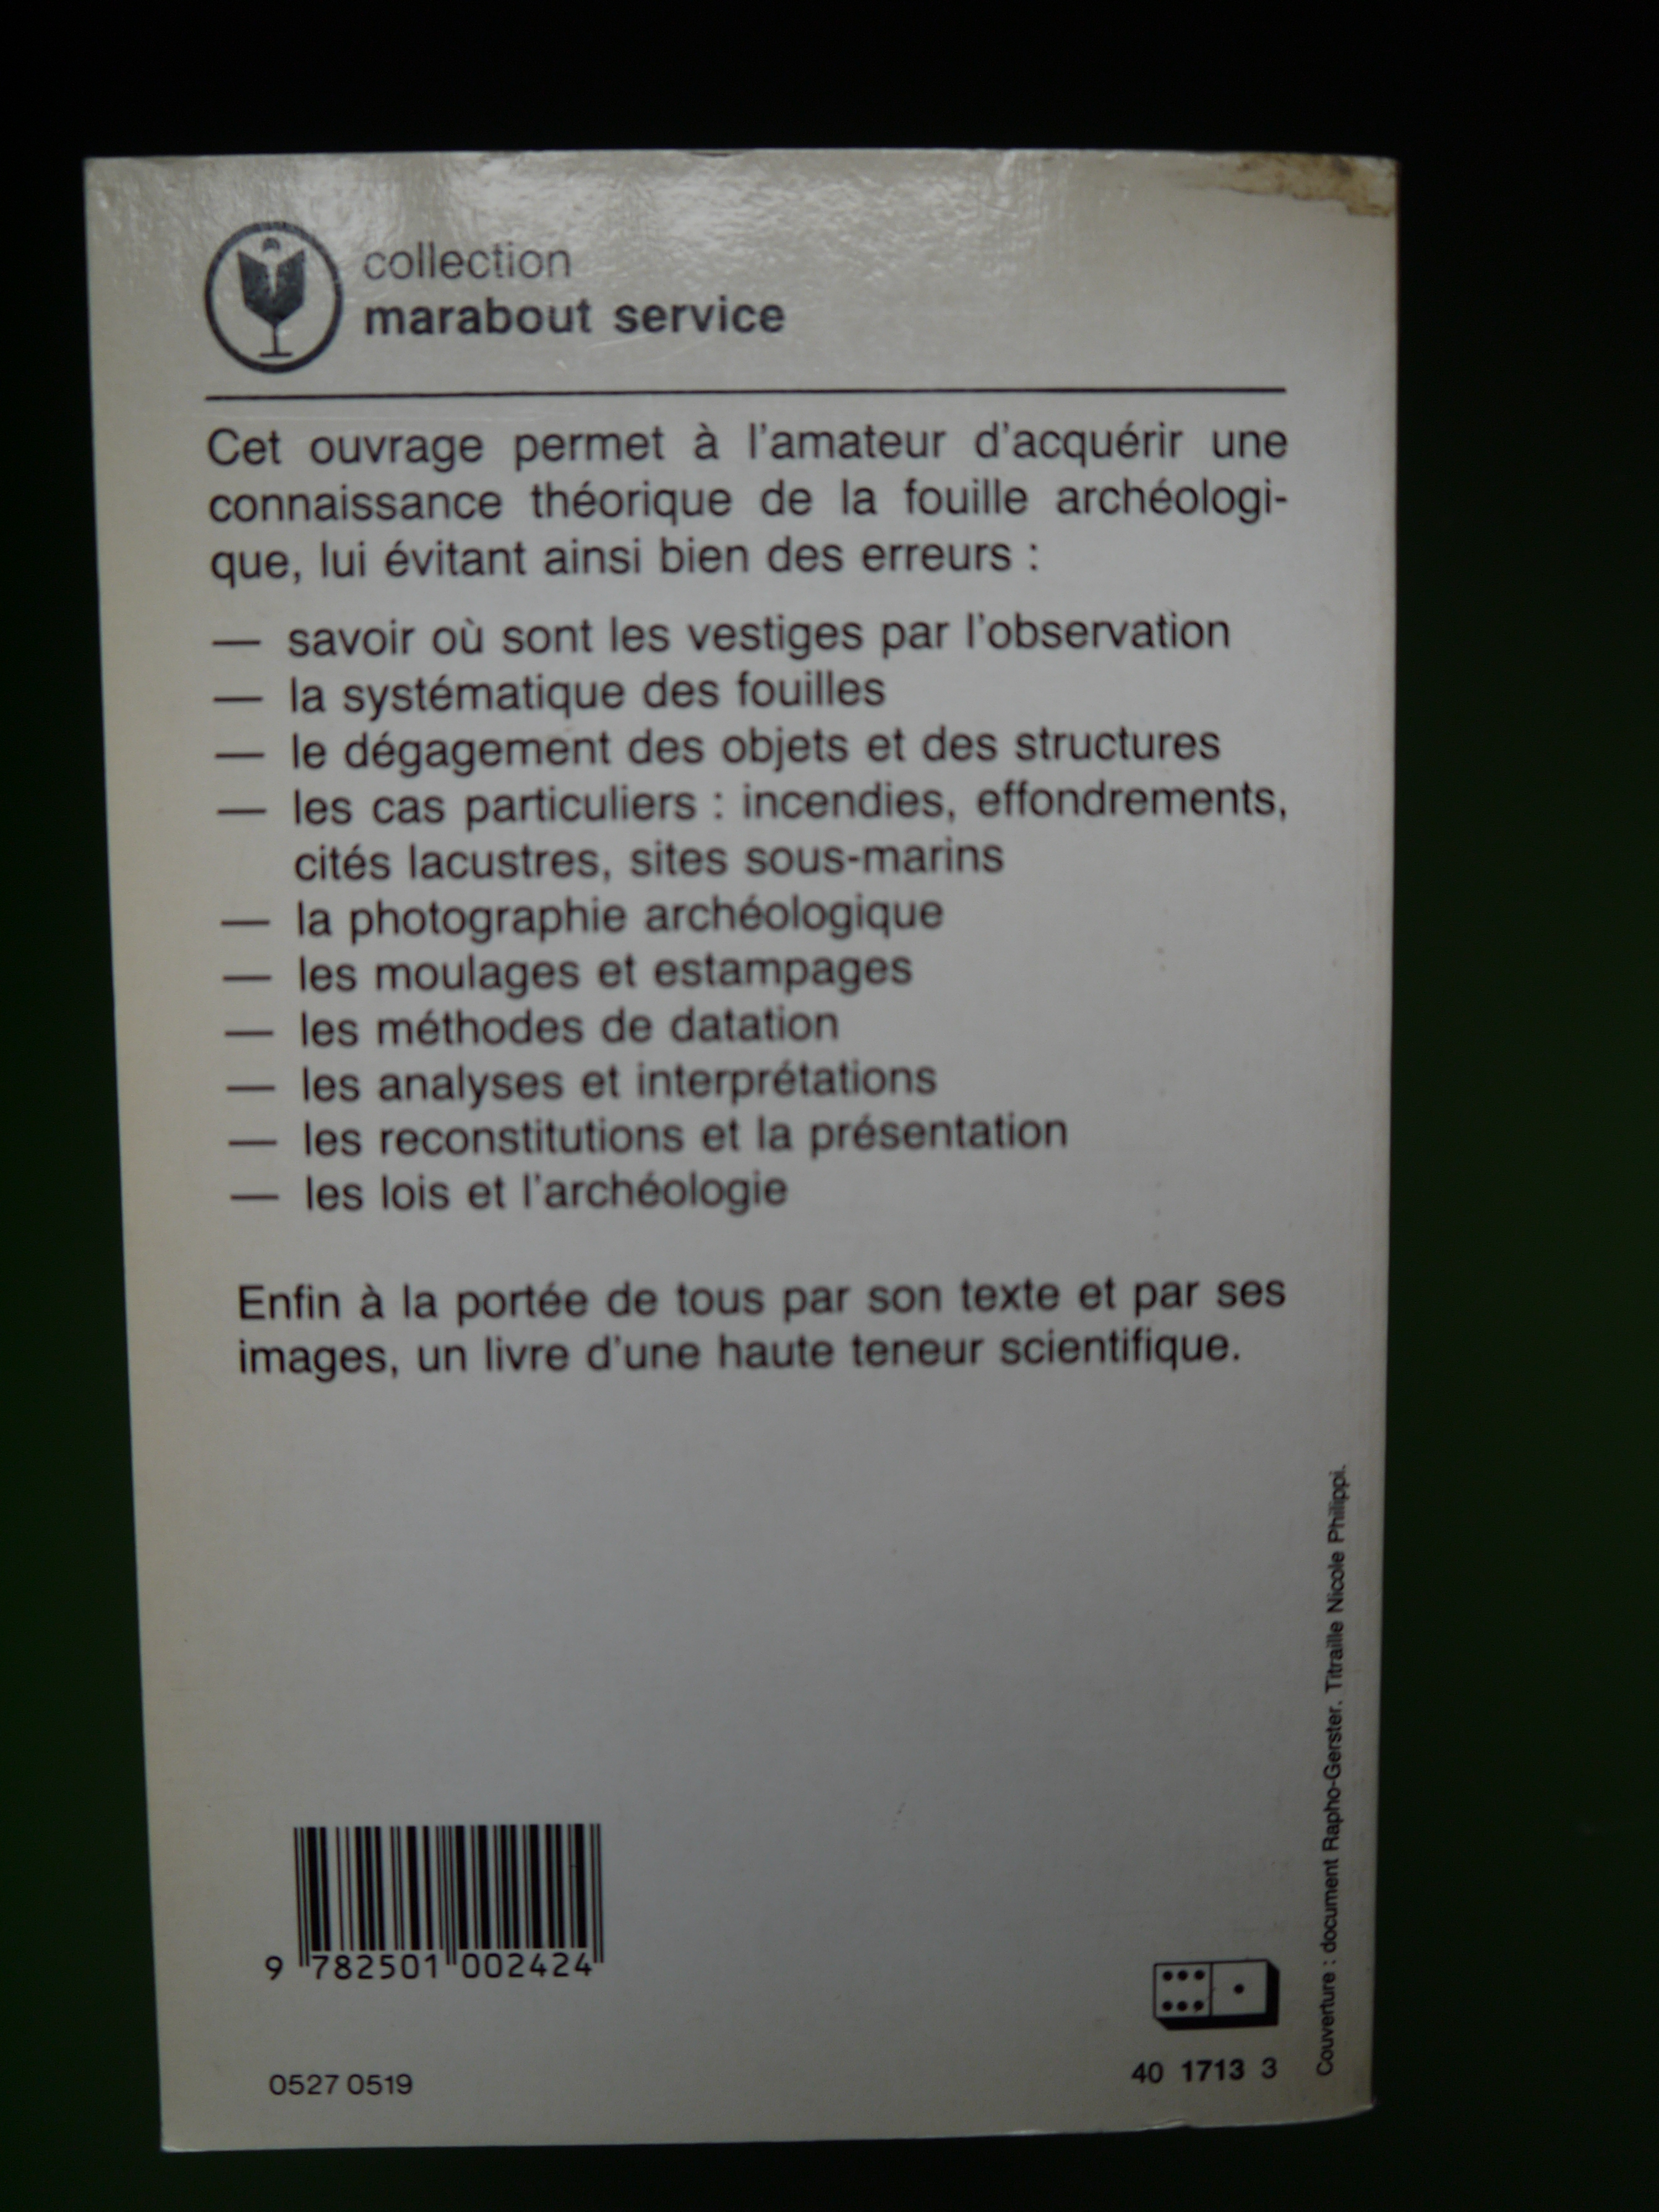 collection
marabout service
Cet ouvrage permet à l'amateur d'acquérir une
connaissance théorique de la fouille archéologi-
que, lui évitant ainsi bien des erreurs :
— savoir où sont les vestiges par l'observation
— la systématique des fouilles
— le dégagement des objets et des structures
— les cas particuliers : incendies, effondrements,
cités lacustres, sites sous-marins
— la photographie archéologique
— les moulages et estampages
— les méthodes de datation
— les analyses et interprétations
— les reconstitutions et la présentation
— les lois et l'archéologie
Enfin à la portée de tous par son texte et par ses
images, un livre d'une haute teneur scientifique.
Couverture : document Rapho-Gerster. Titraille Nicole Philippi.
9 782501 002424
0527 0519
40 1713 3